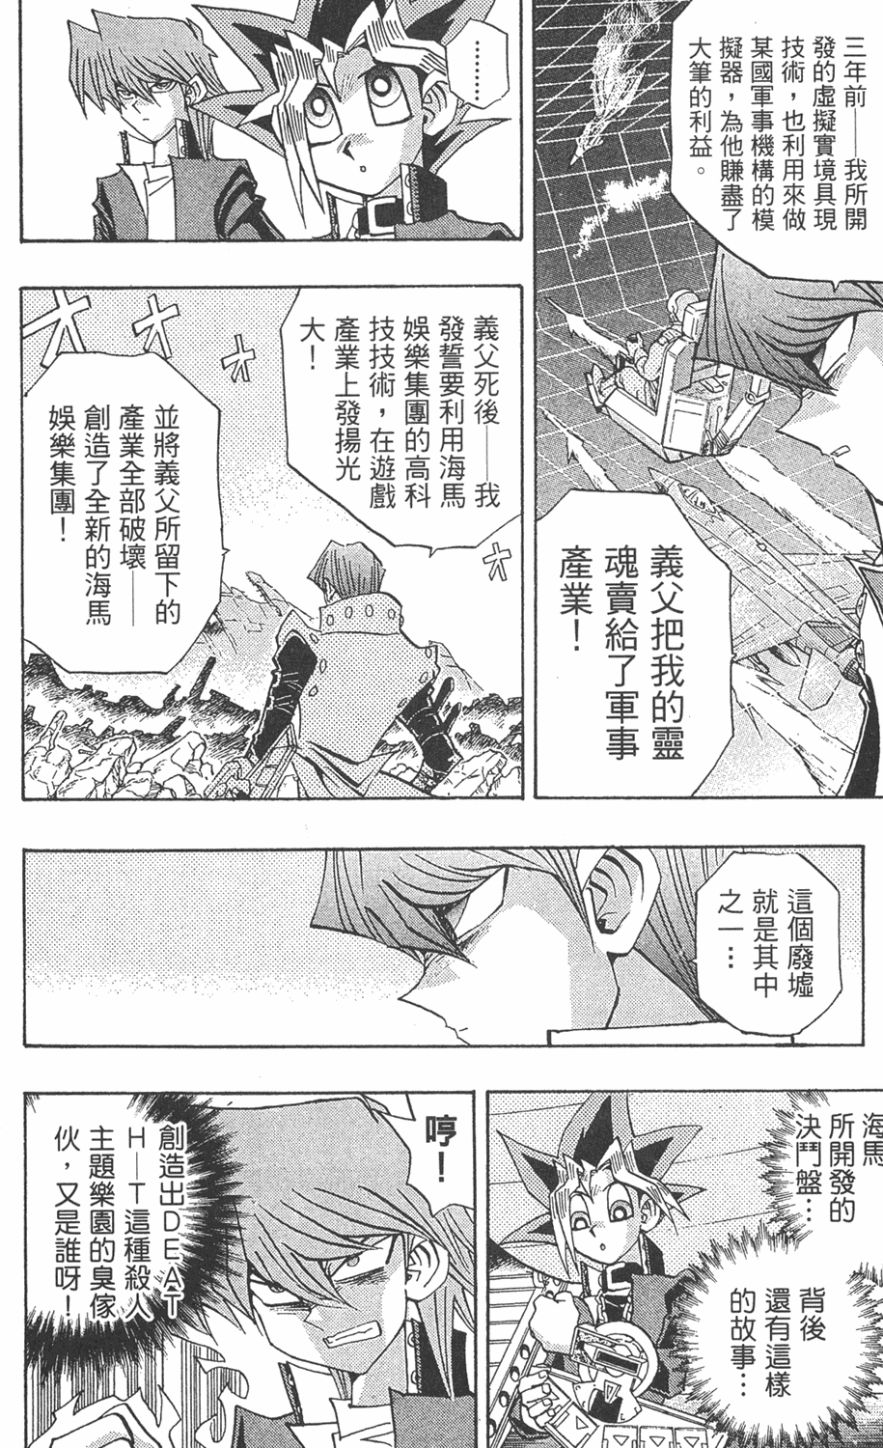 三年前──我所開
發的虛擬實境具現
技術，也利用來做
某國軍事機構的模
擬器，為他賺盡了
大筆的利益。
義父把我的靈
魂賣給了軍事
產業！
………
義父死後──我
發誓要利用海馬
娛樂集團的高科
技技術，在遊戲
產業上發揚光
大！
並將義父所留下的
產業全部破壞──
創造了全新的海馬
娛樂集團！
オ
オ
オ
オ
這個廢墟
就是其中
之一…
海馬
所開發的
決鬥盤…
背後
還有這樣
的故事…
哼！
創造出DEAT
H─T這種殺人
主題樂園的臭傢
伙，又是誰呀！